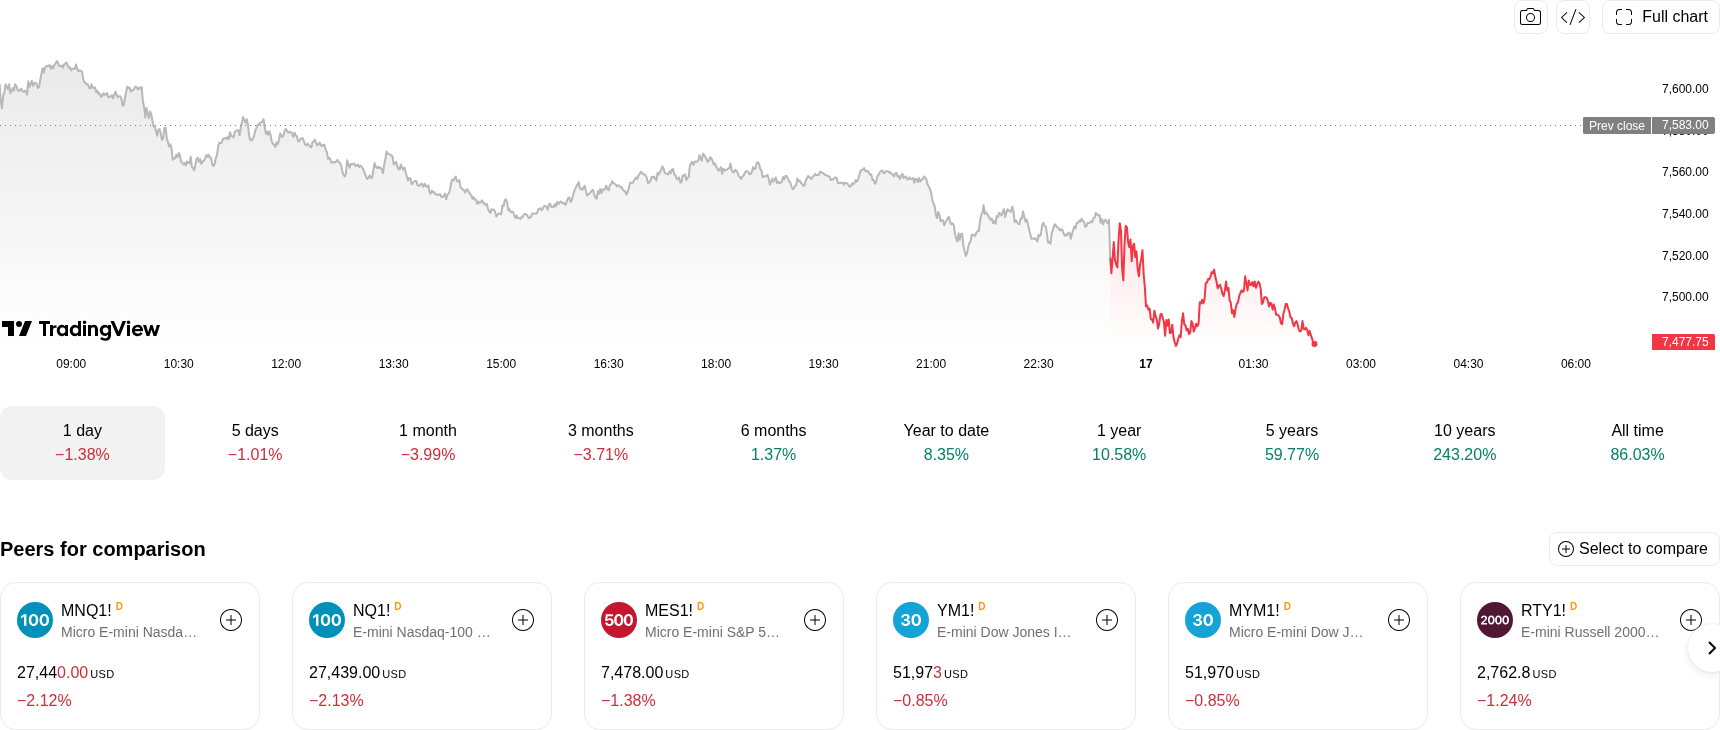 Full chart
7,600.00
Prev close 7,583.00
7,560.00
7,540.00
7,520.00
7,500.00
7,477.75
TradingView
09:00 10:30 12:00 13:30 15:00 16:30 18:00 19:30 21:00 22:30 17 01:30 03:00 04:30 06:00
1 day 5 days 1 month 3 months 6 months Year to date 1 year 5 years 10 years All time
−1.38% −1.01% −3.99% −3.71% 1.37% 8.35% 10.58% 59.77% 243.20% 86.03%
Peers for comparison
Select to compare
100 MNQ1! D
Micro E-mini Nasda…
27,440.00 USD
−2.12%
100 NQ1! D
E-mini Nasdaq-100 …
27,439.00 USD
−2.13%
500 MES1! D
Micro E-mini S&P 5…
7,478.00 USD
−1.38%
30 YM1! D
E-mini Dow Jones I…
51,973 USD
−0.85%
30 MYM1! D
Micro E-mini Dow J…
51,970 USD
−0.85%
2000 RTY1! D
E-mini Russell 2000…
2,762.8 USD
−1.24%